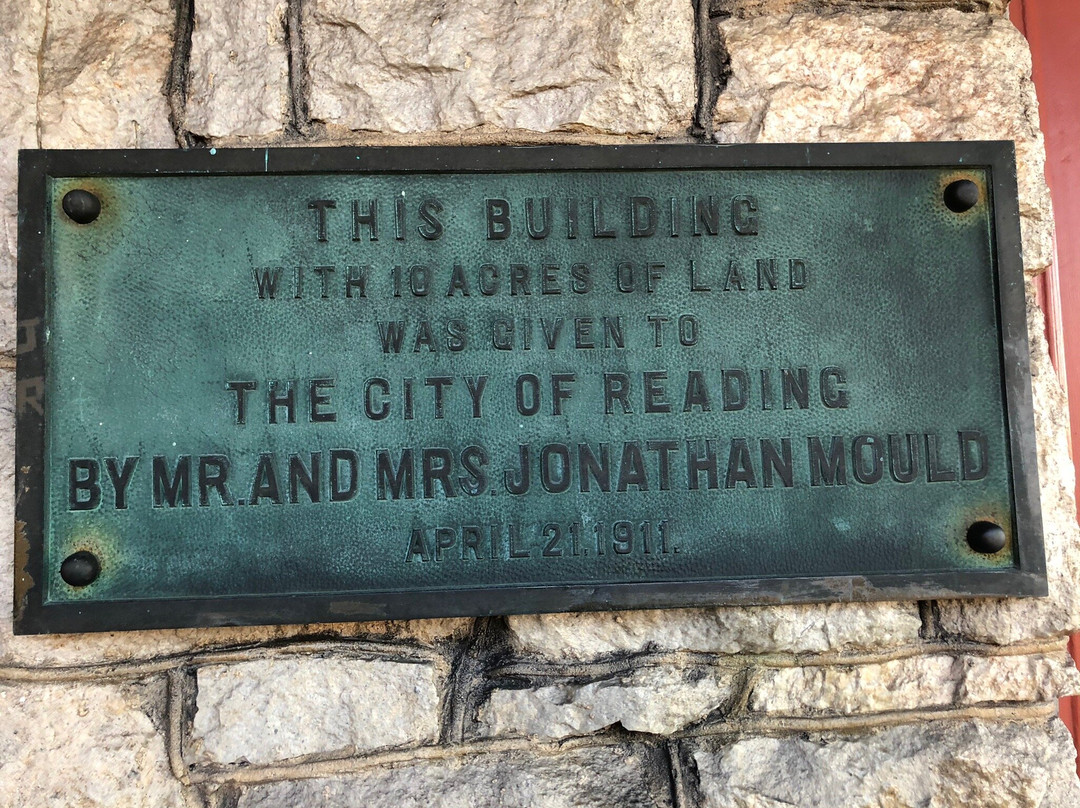 THIS BUILDING
WITH 10 ACRES OF LAND
WAS GIVEN TO
THE CITY OF READING
BY MR. AND MRS. JONATHAN MOULD
APRIL 21. 1911.